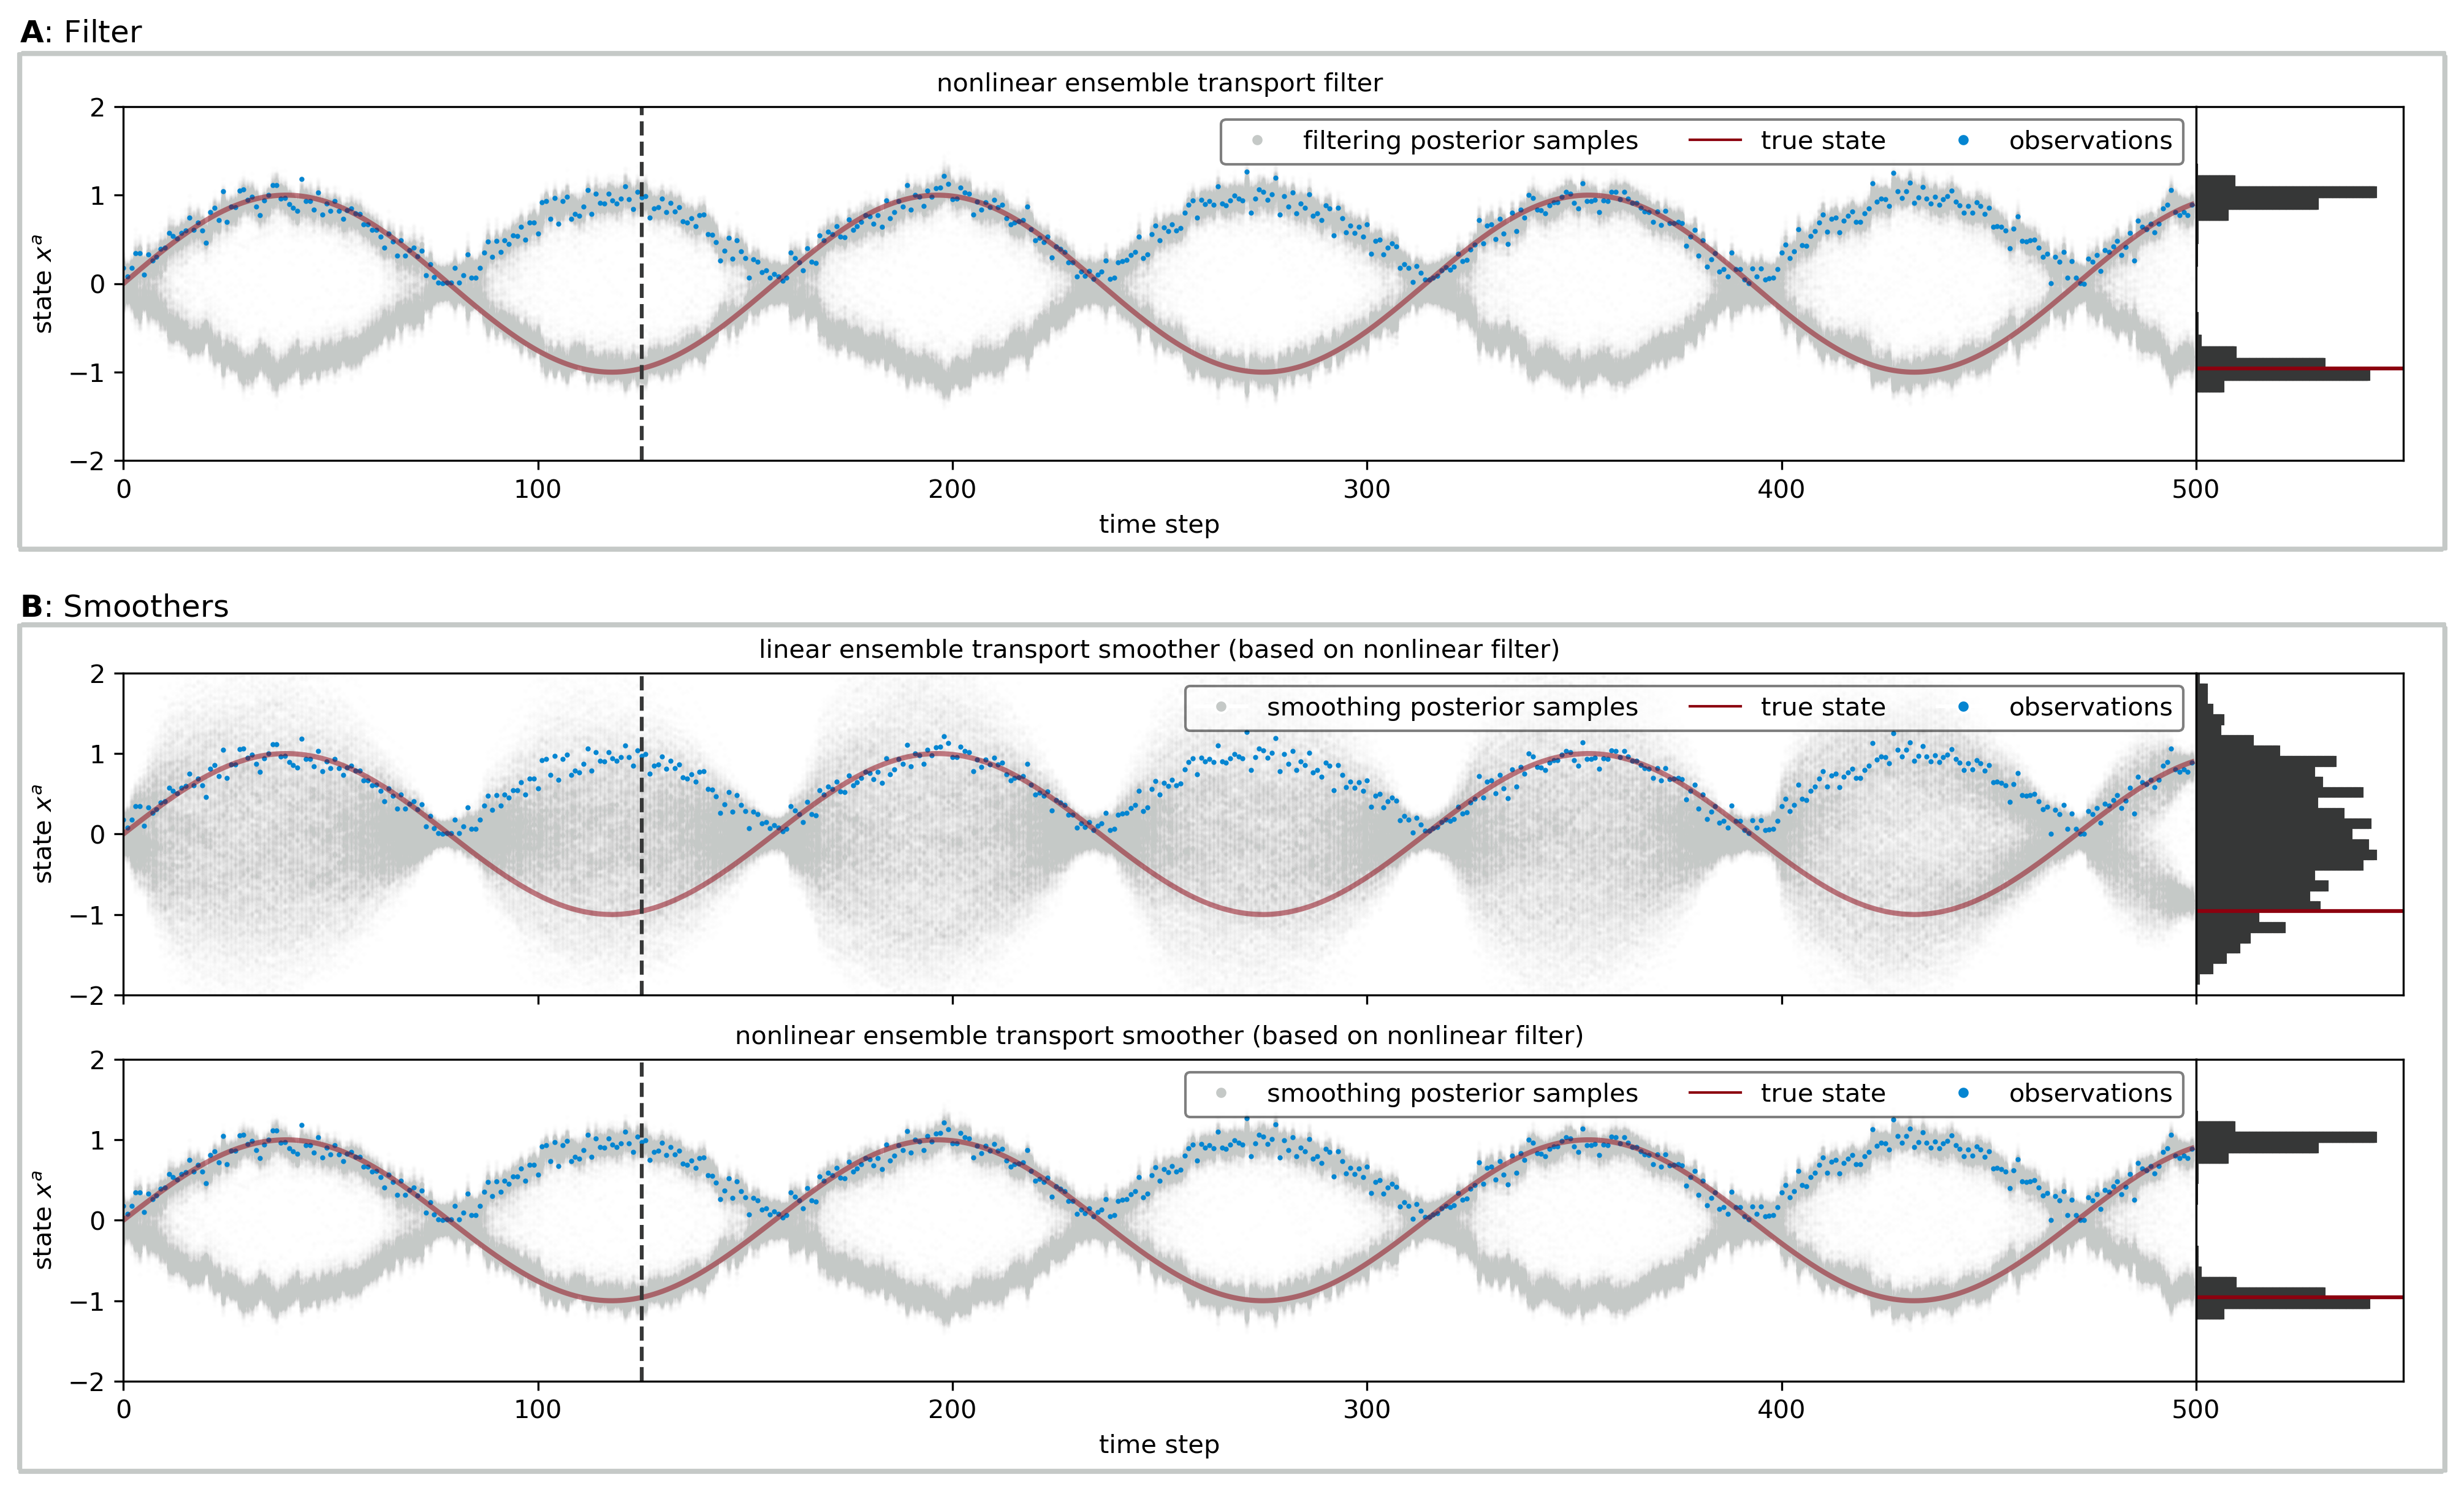 A: Filter
nonlinear ensemble transport filter
filtering posterior samples true state observations
2
1
0
−1
−2
state xᵃ
0 100 200 300 400 500
time step
B: Smoothers
linear ensemble transport smoother (based on nonlinear filter)
smoothing posterior samples true state observations
2
1
0
−1
−2
state xᵃ
nonlinear ensemble transport smoother (based on nonlinear filter)
smoothing posterior samples true state observations
2
1
0
−1
−2
state xᵃ
0 100 200 300 400 500
time step